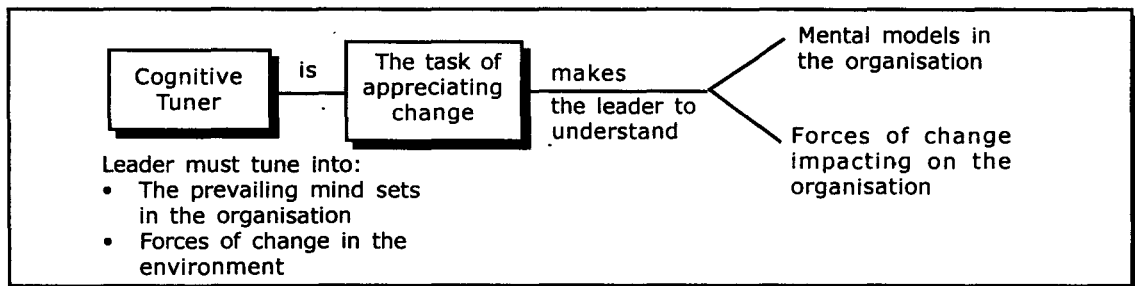 Cognitive
Tuner
is
The task of
appreciating
change
makes
the leader to
understand
Mental models in
the organisation
Forces of change
impacting on the
organisation
Leader must tune into:
• The prevailing mind sets
in the organisation
• Forces of change in the
environment